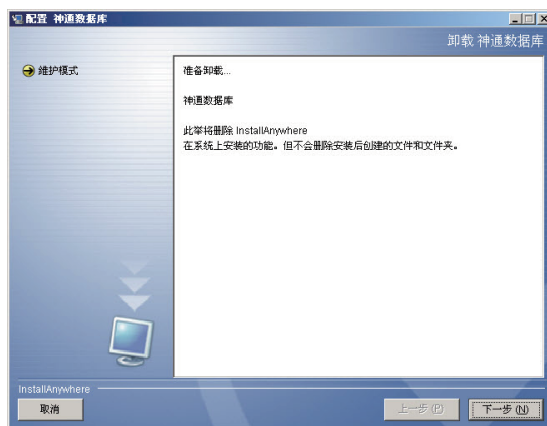 配置 神通数据库
卸载 神通数据库
维护模式
准备卸载...
神通数据库
此举将删除 InstallAnywhere
在系统上安装的功能。但不会删除安装后创建的文件和文件夹。
InstallAnywhere
取消
上一步 (P)
下一步 (N)